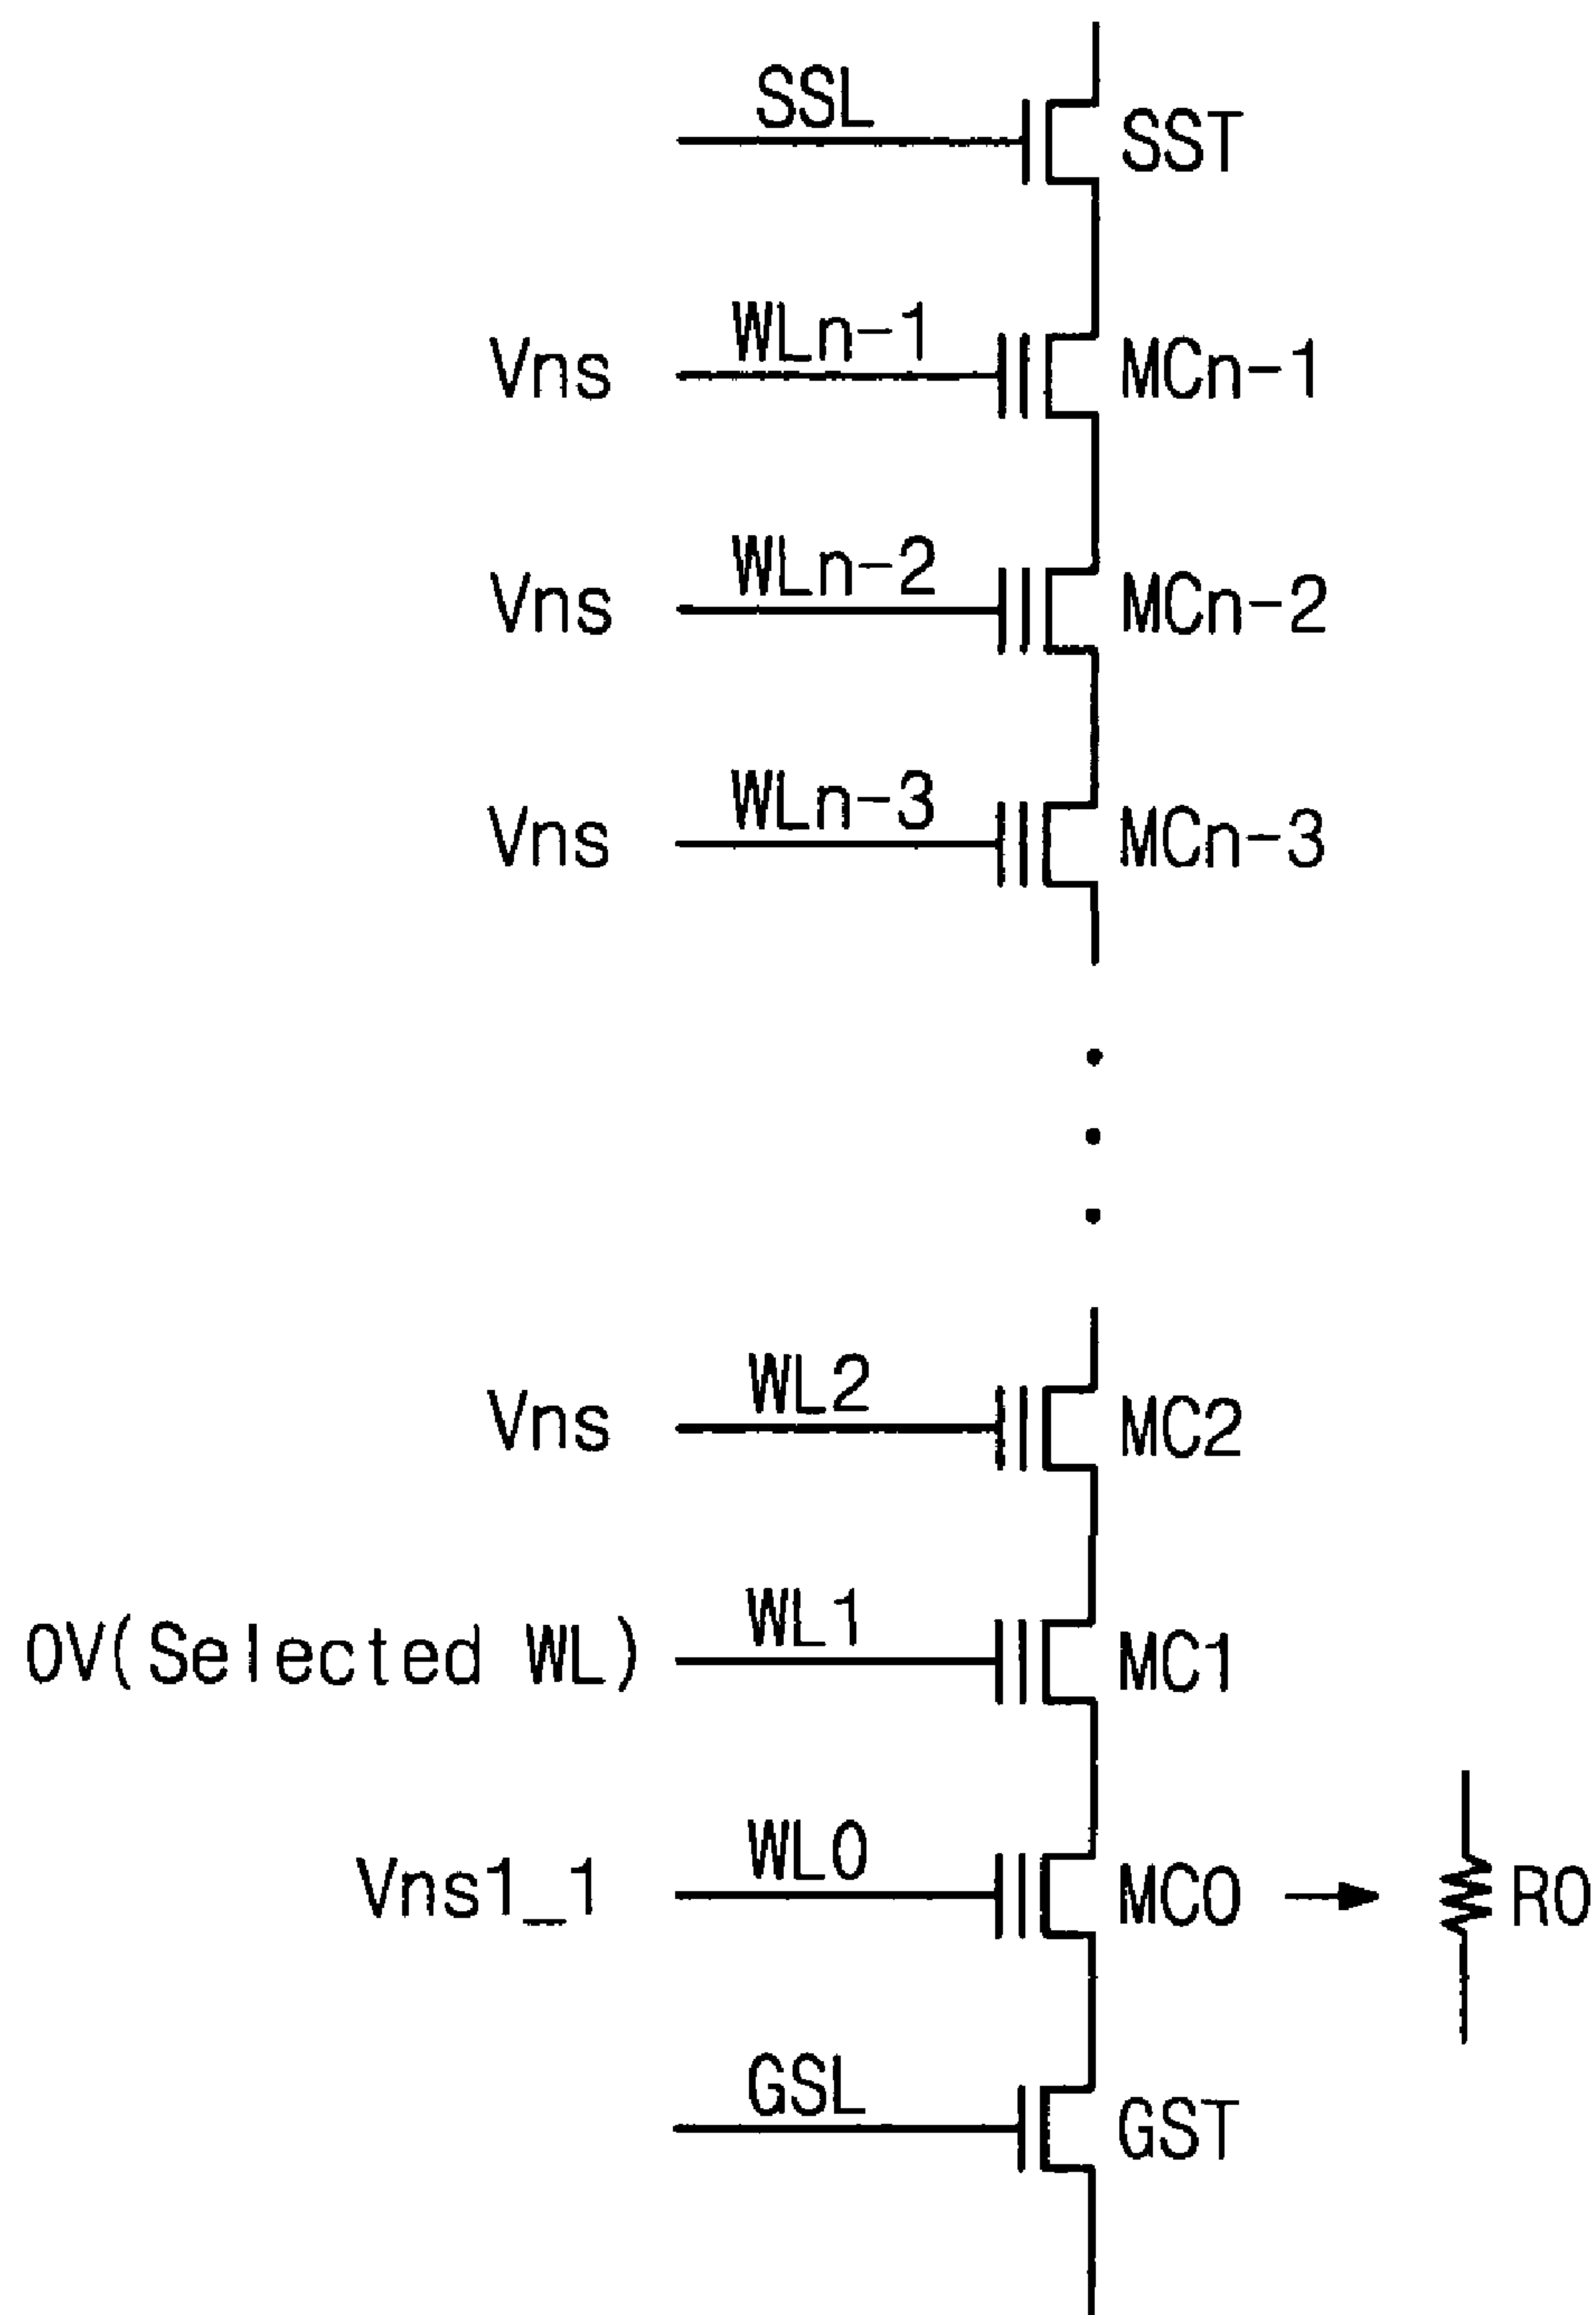 SSL
SST
WLn-1
Vns
MCn-1
WLn-2
Vns
MCn-2
WLn-3
Vns
MCn-3
WL2
Vns
MC2
WL1
0V(Selected WL)
MC1
WL0
Vns1_1
MC0
R0
GSL
GST